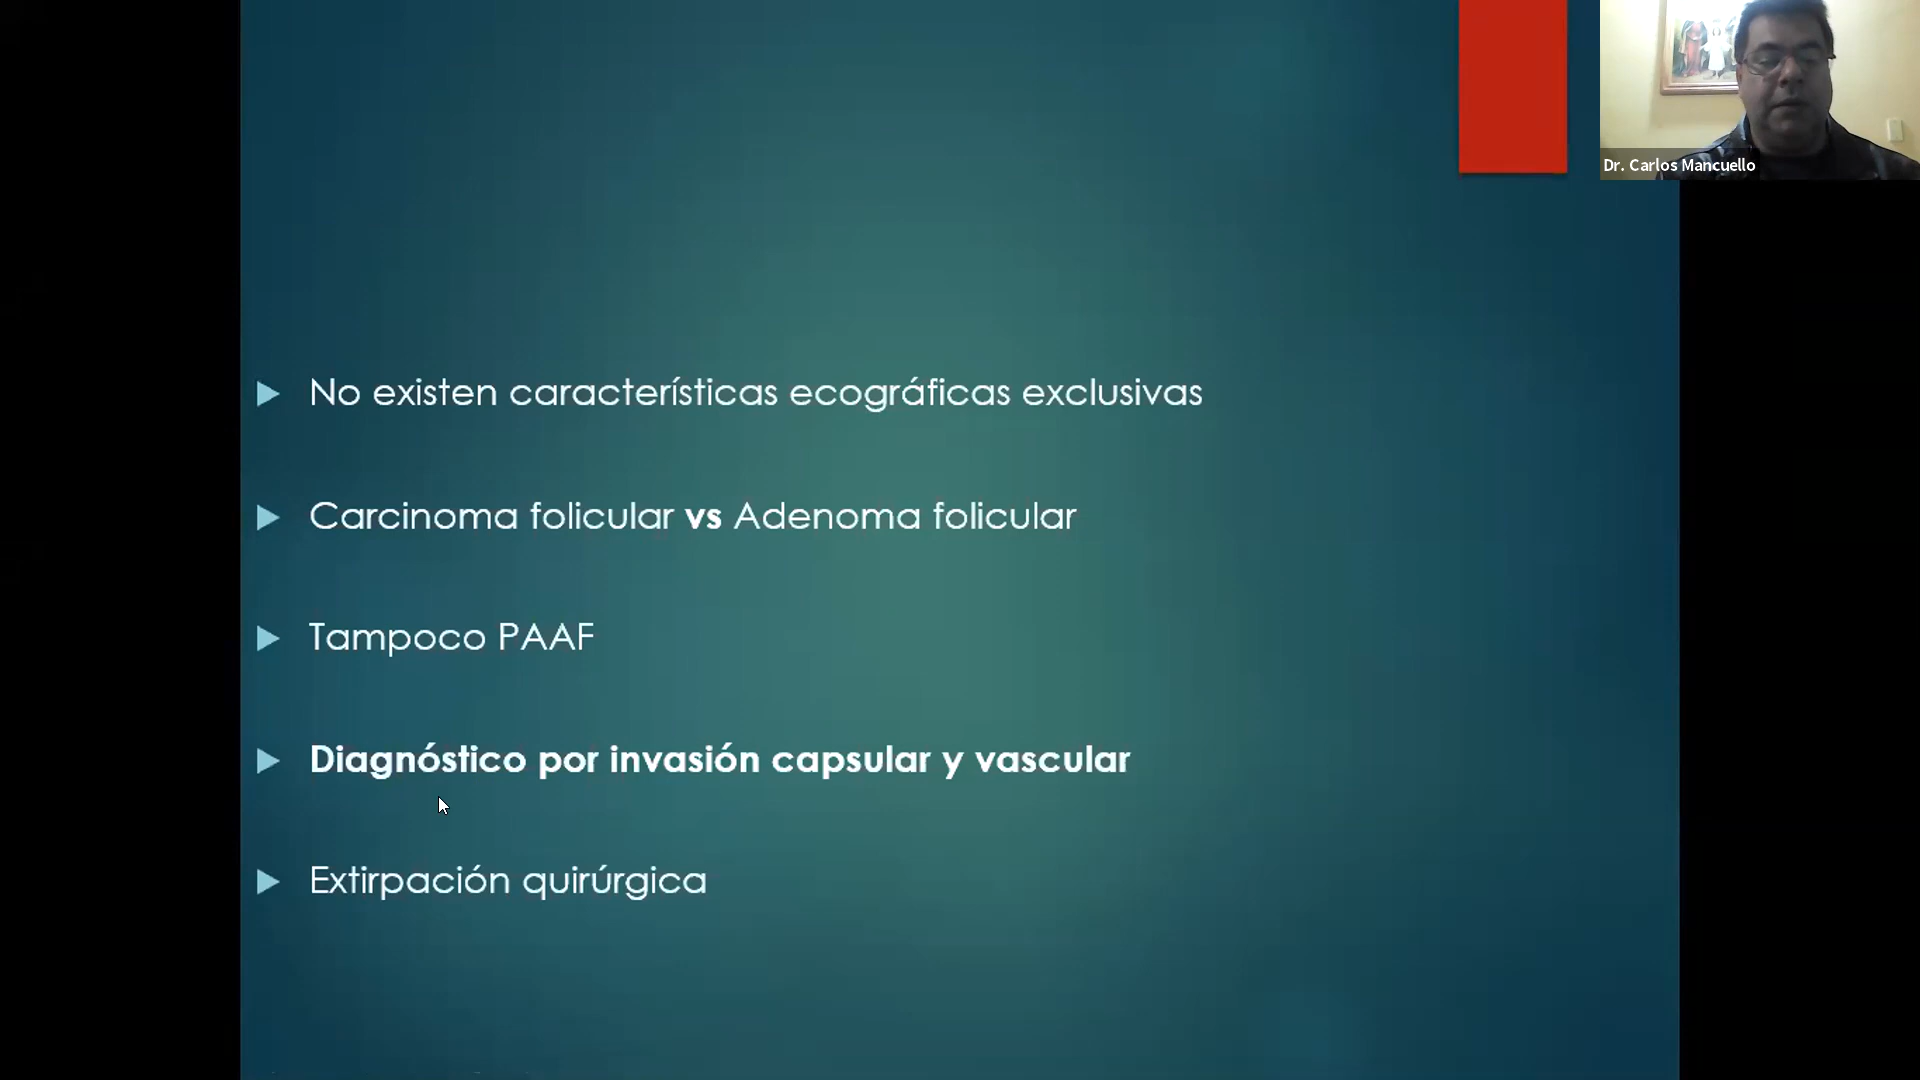 Dr. Carlos Mancuello
No existen características ecográficas exclusivas
Carcinoma folicular vs Adenoma folicular
Tampoco PAAF
Diagnóstico por invasión capsular y vascular
Extirpación quirúrgica